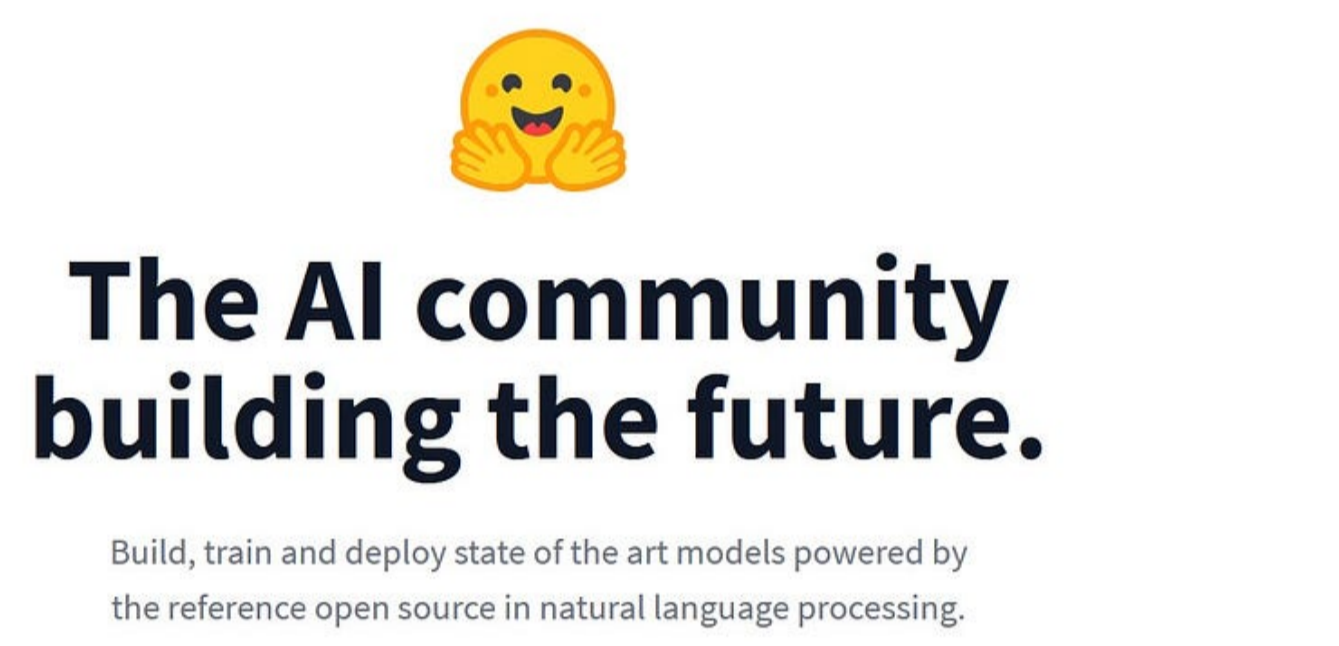 The AI community
building the future.
Build, train and deploy state of the art models powered by
the reference open source in natural language processing.